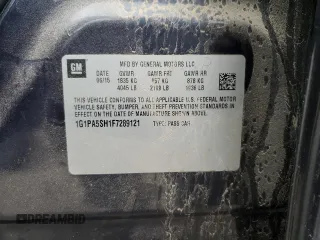 GM
MFD BY GENERAL MOTORS LLC
DATE GVWR GAWR FRT GAWR RR
06/15 1835 KG 957 KG 878 KG
4045 LB 2109 LB 1936 LB
THIS VEHICLE CONFORMS TO ALL APPLICABLE U.S. FEDERAL MOTOR
VEHICLE SAFETY, BUMPER, AND THEFT PREVENTION STANDARDS
IN EFFECT ON THE DATE OF MANUFACTURE SHOWN ABOVE.
1G1PA5SH1F7289121 TYPE: PASS CAR
DREAMBID